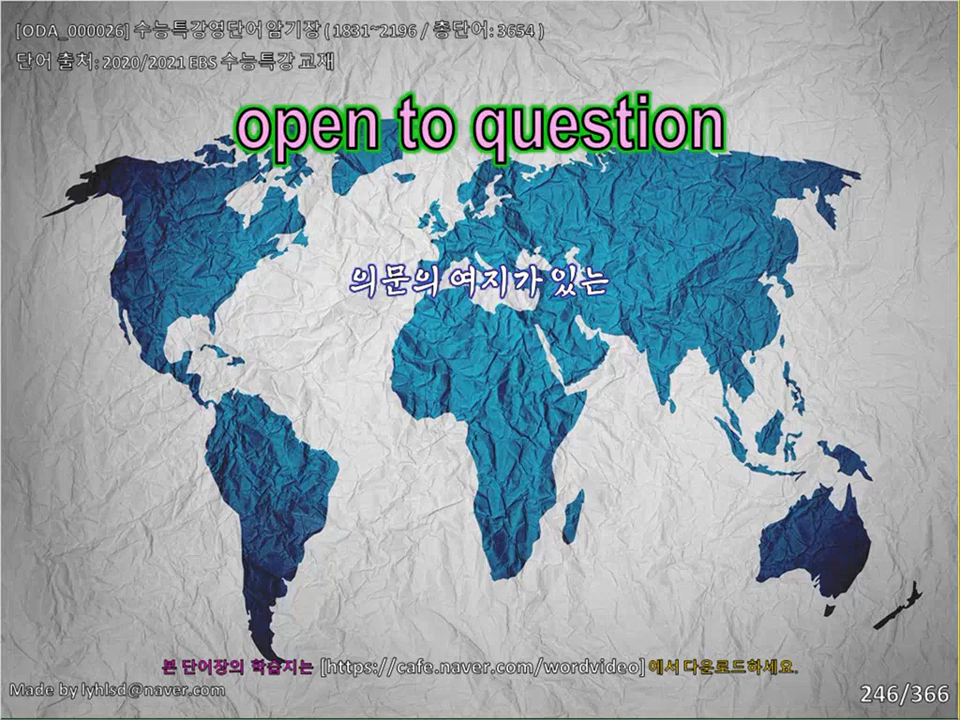 [ODA_000026] 수능특강영단어 암기장 ( 1831~2196 / 총단어: 3654 )
단어 출처: 2020/2021 EBS 수능특강 교재
open to question
의문의 여지가 있는
본 단어장의 학습지는 [https://cafe.naver.com/wordvideo] 에서 다운로드하세요.
Made by lyhlsd@naver.com
246/366